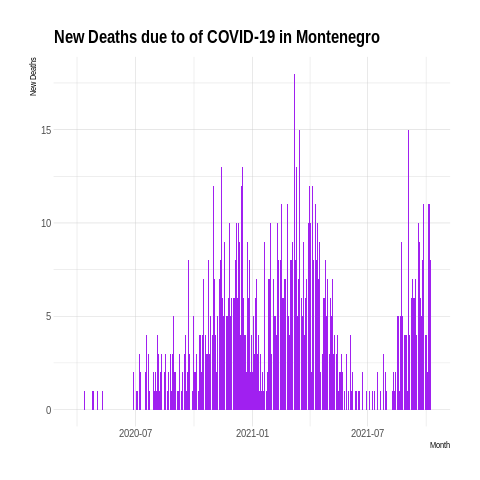 New Deaths due to of COVID-19 in Montenegro
New Deaths
15
10
5
0
2020-07
2021-01
2021-07
Month